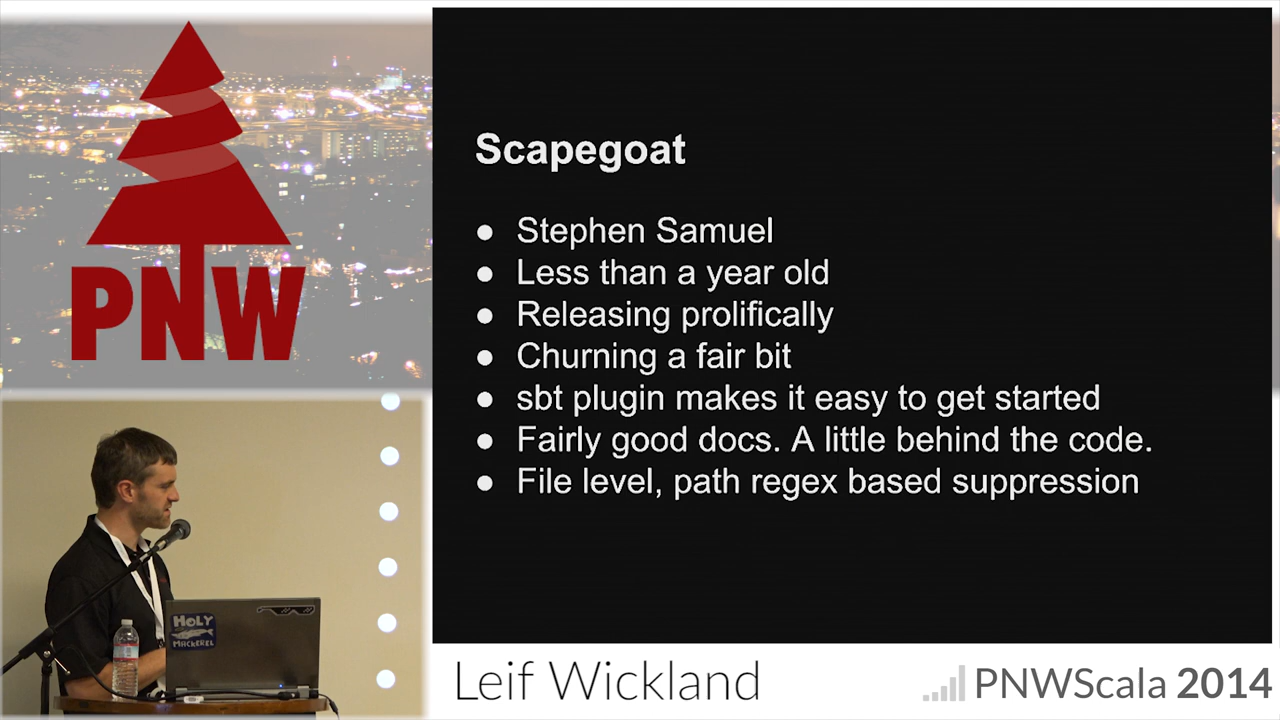 PNW
Scapegoat
● Stephen Samuel
● Less than a year old
● Releasing prolifically
● Churning a fair bit
● sbt plugin makes it easy to get started
● Fairly good docs. A little behind the code.
● File level, path regex based suppression
HOLY
MACKEREL
Leif Wickland
PNWScala 2014